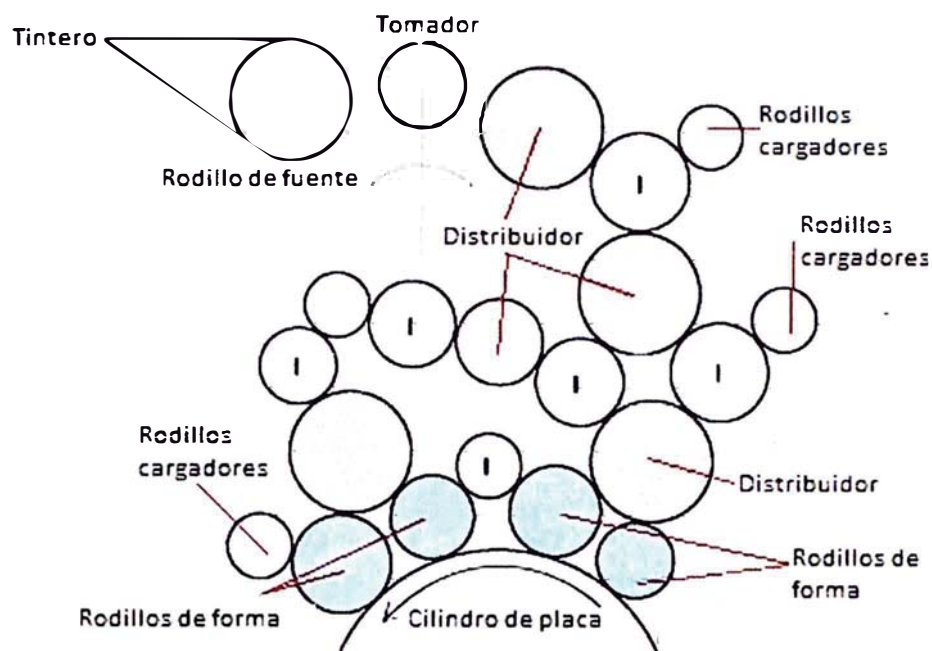 Tomador
Tintero
Rodillo de fuente
Rodillos
cargadores
I
Distribuidor
Rodillos
cargadores
I
I
I
I
Rodillos
cargadores
I
Distribuidor
Rodillos de forma
Cilindro de placa
Rodillos de
forma